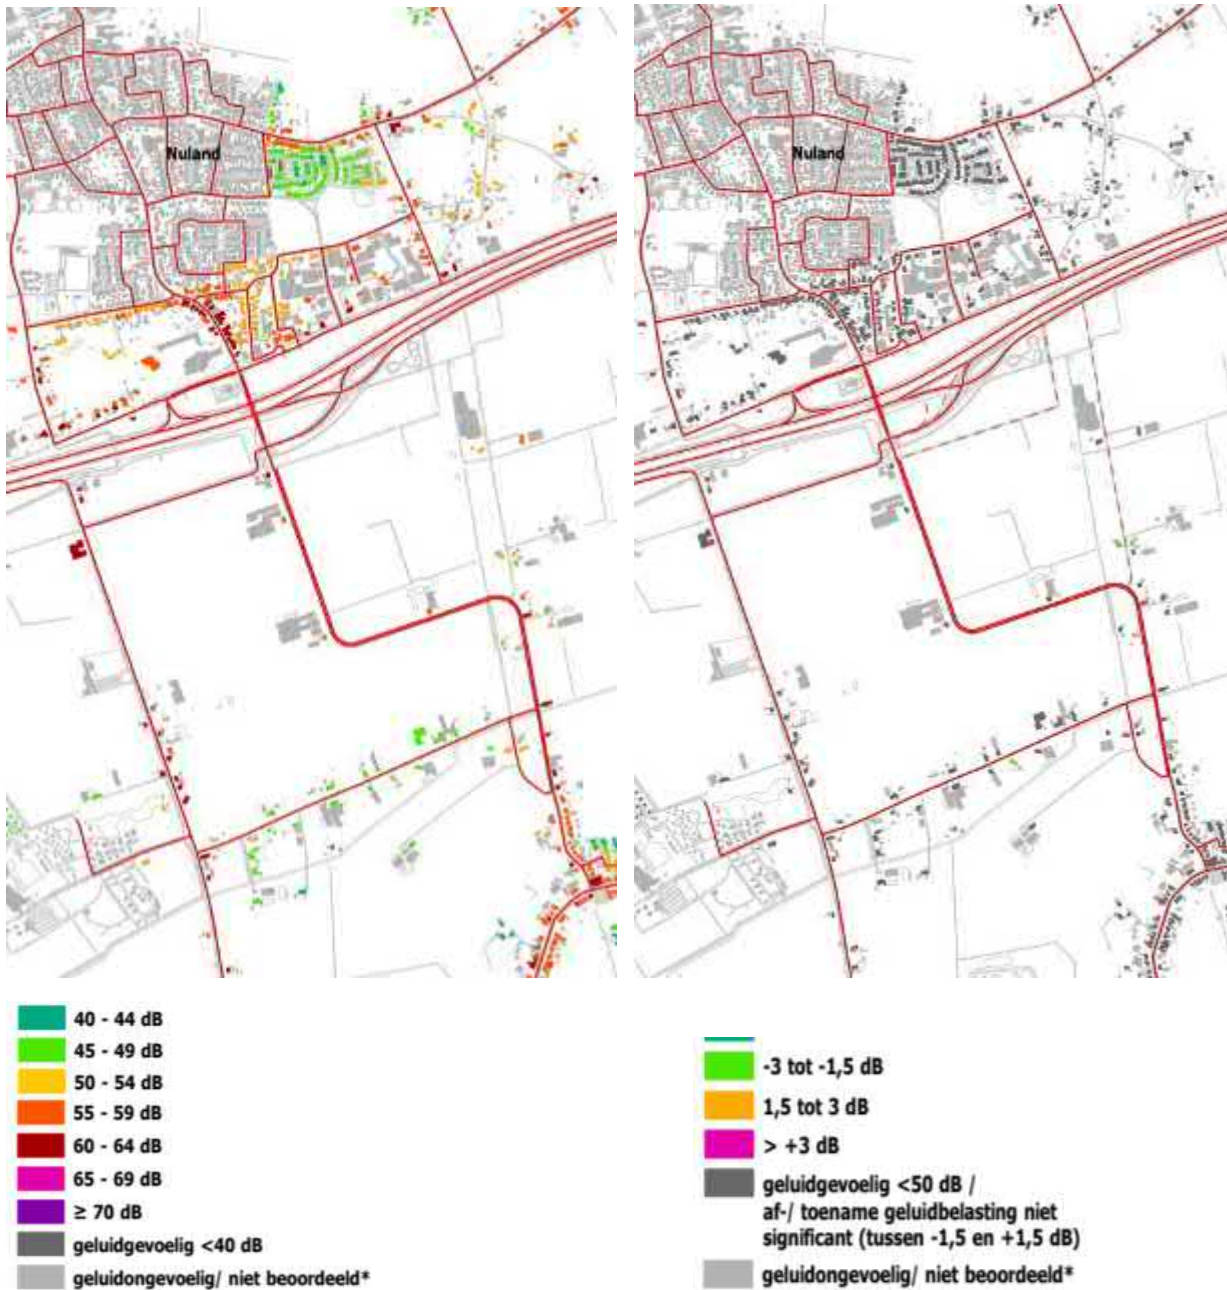 Nuland
Nuland
40 - 44 dB
45 - 49 dB
50 - 54 dB
55 - 59 dB
60 - 64 dB
65 - 69 dB
≥ 70 dB
geluidgevoelig <40 dB
geluidongevoelig/ niet beoordeeld*
-3 tot -1,5 dB
1,5 tot 3 dB
> +3 dB
geluidgevoelig <50 dB /
af-/ toename geluidbelasting niet
significant (tussen -1,5 en +1,5 dB)
geluidongevoelig/ niet beoordeeld*